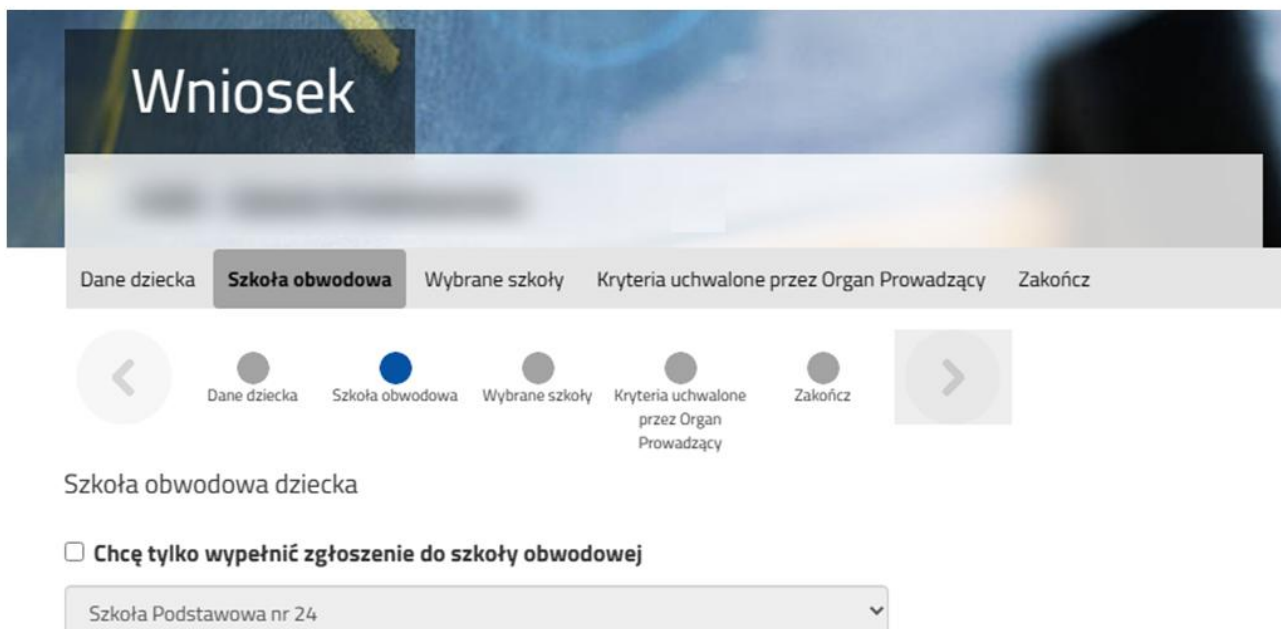 Wniosek
Dane dziecka Szkoła obwodowa Wybrane szkoły Kryteria uchwalone przez Organ Prowadzący Zakończ
Dane dziecka Szkoła obwodowa Wybrane szkoły Kryteria uchwalone Zakończ
przez Organ
Prowadzący
Szkoła obwodowa dziecka
Chcę tylko wypełnić zgłoszenie do szkoły obwodowej
Szkoła Podstawowa nr 24